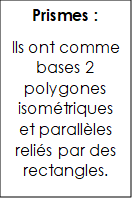 Prismes :
Ils ont comme
bases 2
polygones
isométriques
et parallèles
reliés par des
rectangles.